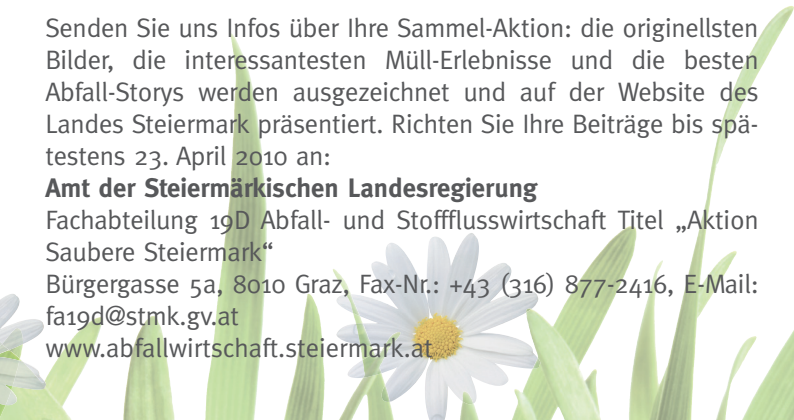 Senden Sie uns Infos über Ihre Sammel-Aktion: die originellsten
Bilder, die interessantesten Müll-Erlebnisse und die besten
Abfall-Storys werden ausgezeichnet und auf der Website des
Landes Steiermark präsentiert. Richten Sie Ihre Beiträge bis spä-
testens 23. April 2010 an:
Amt der Steiermärkischen Landesregierung
Fachabteilung 19D Abfall- und Stoffflusswirtschaft Titel „Aktion
Saubere Steiermark“
Bürgergasse 5a, 8010 Graz, Fax-Nr.: +43 (316) 877-2416, E-Mail:
fa19d@stmk.gv.at
www.abfallwirtschaft.steiermark.at